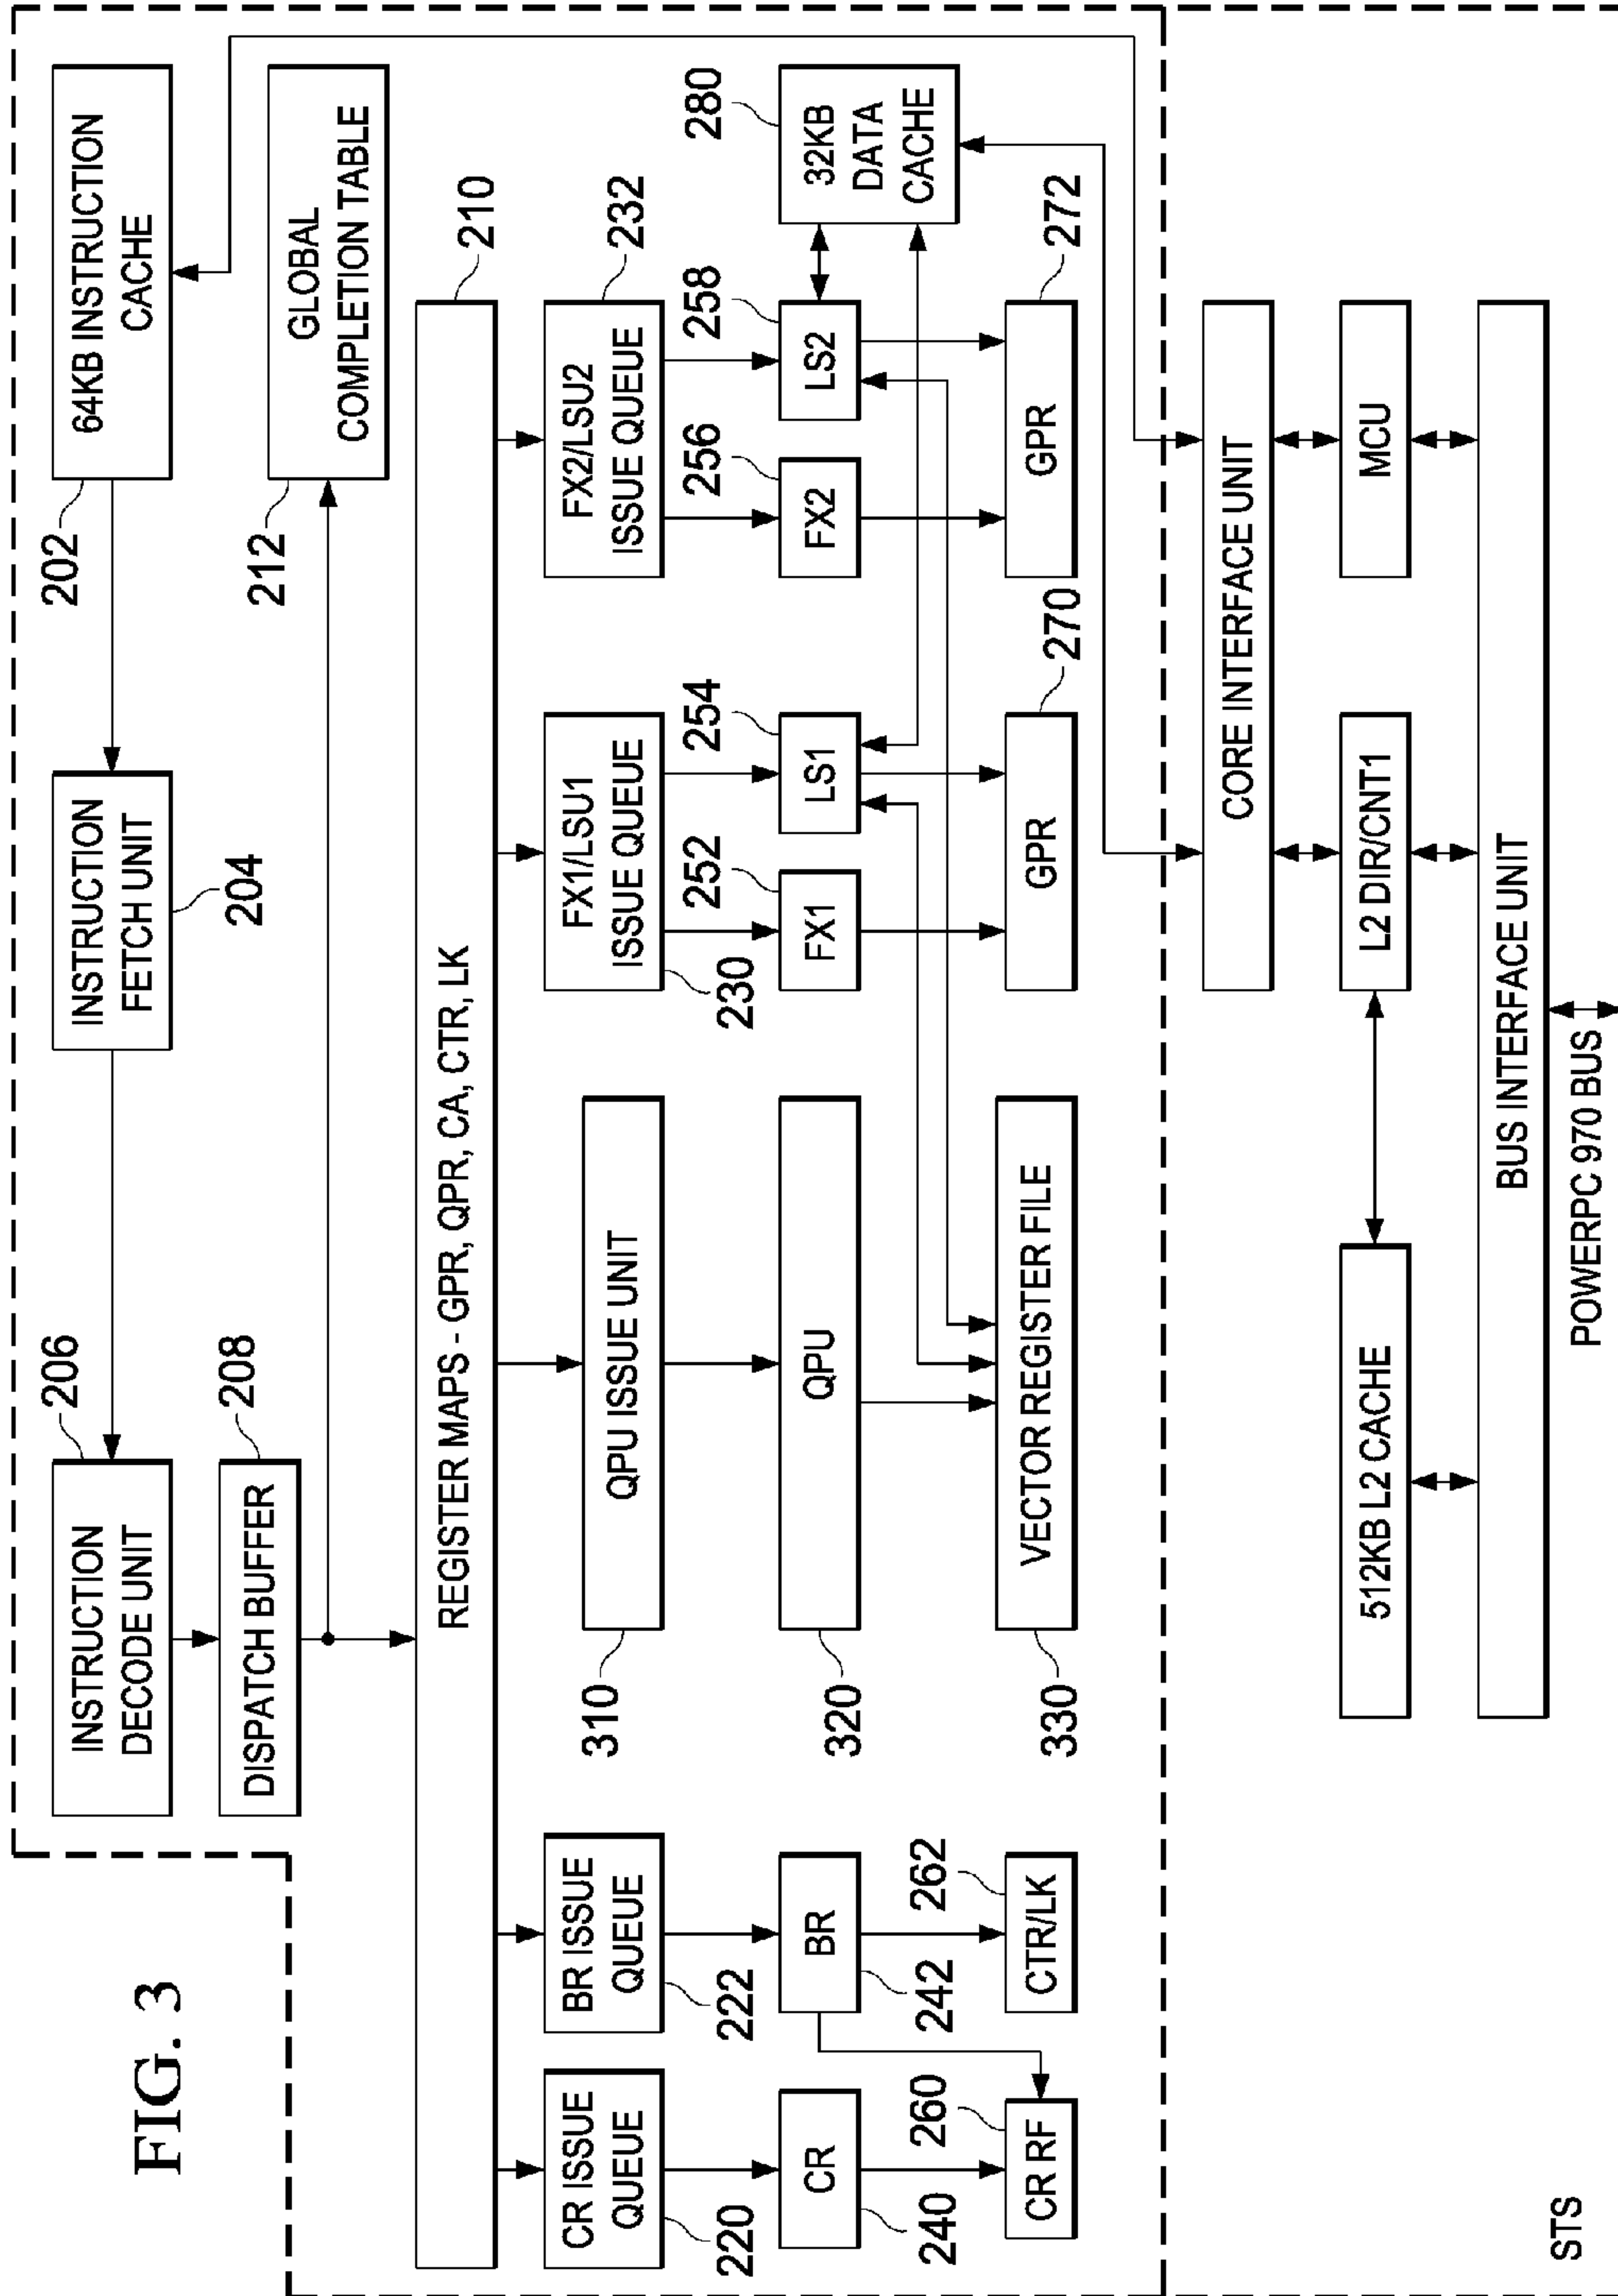 FIG. 3
206
INSTRUCTION
DECODE UNIT
INSTRUCTION
FETCH UNIT
204
202
64KB INSTRUCTION
CACHE
208
DISPATCH BUFFER
212
GLOBAL
COMPLETION TABLE
REGISTER MAPS - GPR, QPR, CA, CTR, LK
210
CR ISSUE
QUEUE
220
BR ISSUE
QUEUE
222
QPU ISSUE UNIT
310
FX1/LSU1
ISSUE QUEUE
230
FX2/LSU2
ISSUE QUEUE
232
CR
240
BR
242
QPU
320
252
FX1
254
LS1
256
FX2
258
LS2
280
32KB
DATA
CACHE
260
CR RF
262
CTR/LK
330
VECTOR REGISTER FILE
GPR
270
GPR
272
CORE INTERFACE UNIT
512KB L2 CACHE
L2 DIR/CNT1
MCU
BUS INTERFACE UNIT
STS
POWERPC 970 BUS